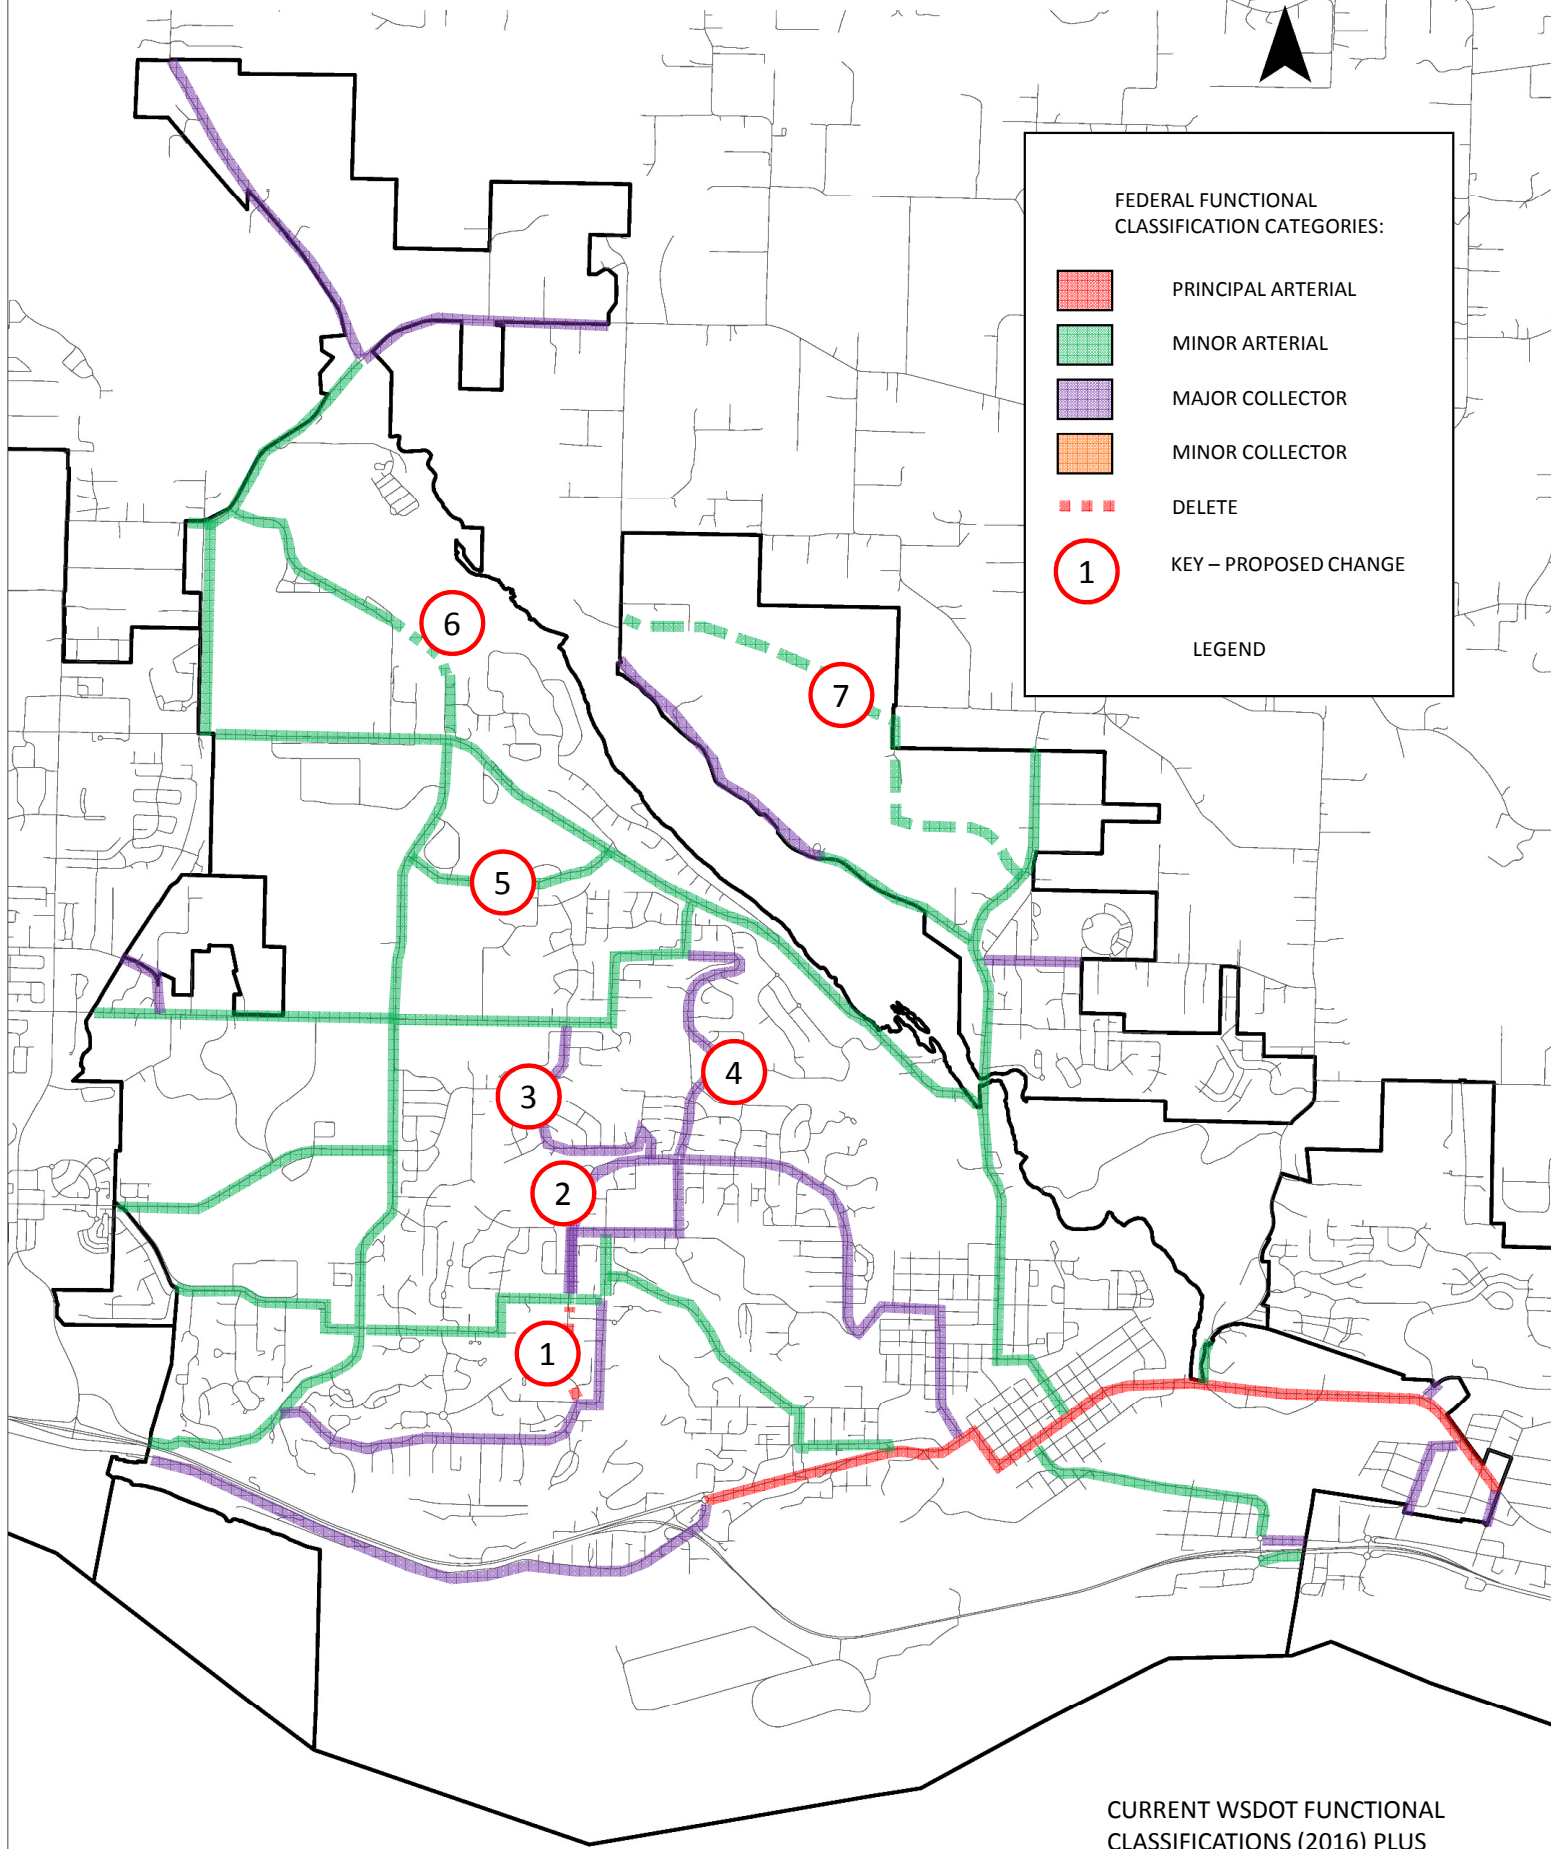 FEDERAL FUNCTIONAL
CLASSIFICATION CATEGORIES:
PRINCIPAL ARTERIAL
MINOR ARTERIAL
MAJOR COLLECTOR
MINOR COLLECTOR
DELETE
1
KEY – PROPOSED CHANGE
LEGEND
6
7
5
4
3
2
1
CURRENT WSDOT FUNCTIONAL
CLASSIFICATIONS (2016) PLUS